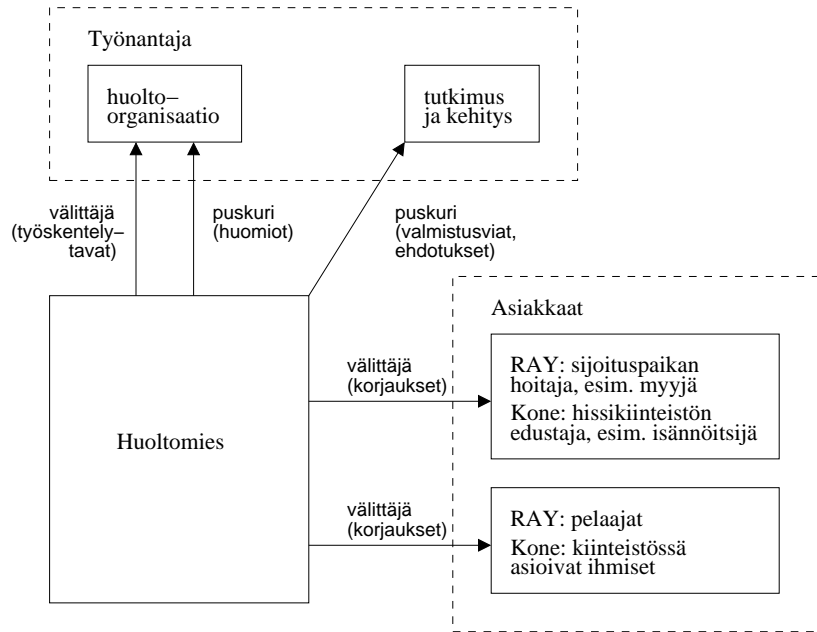 Työnantaja
huolto–
organisaatio
tutkimus
ja kehitys
välittäjä
(työskentely–
tavat)
puskuri
(huomiot)
puskuri
(valmistusviat,
ehdotukset)
Asiakkaat
välittäjä
(korjaukset)
RAY: sijoituspaikan
hoitaja, esim. myyjä
Kone: hissikiinteistön
edustaja, esim. isännöitsijä
Huoltomies
välittäjä
(korjaukset)
RAY: pelaajat
Kone: kiinteistössä
asioivat ihmiset